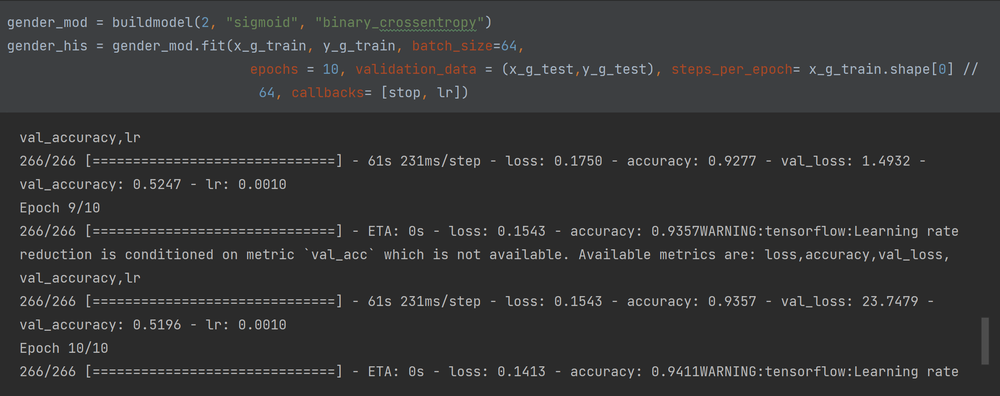 gender_mod = buildmodel(2, "sigmoid", "binary_crossentropy")
gender_his = gender_mod.fit(x_g_train, y_g_train, batch_size=64,
epochs = 10, validation_data = (x_g_test,y_g_test), steps_per_epoch= x_g_train.shape[0] //
64, callbacks= [stop, lr])
val_accuracy,lr
266/266 [==============================] - 61s 231ms/step - loss: 0.1750 - accuracy: 0.9277 - val_loss: 1.4932 -
val_accuracy: 0.5247 - lr: 0.0010
Epoch 9/10
266/266 [==============================] - ETA: 0s - loss: 0.1543 - accuracy: 0.9357WARNING:tensorflow:Learning rate
reduction is conditioned on metric `val_acc` which is not available. Available metrics are: loss,accuracy,val_loss,
val_accuracy,lr
266/266 [==============================] - 61s 231ms/step - loss: 0.1543 - accuracy: 0.9357 - val_loss: 23.7479 -
val_accuracy: 0.5196 - lr: 0.0010
Epoch 10/10
266/266 [==============================] - ETA: 0s - loss: 0.1413 - accuracy: 0.9411WARNING:tensorflow:Learning rate